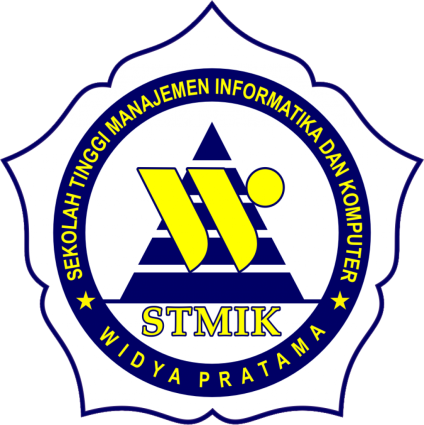 SEKOLAH TINGGI MANAJEMEN INFORMATIKA DAN KOMPUTER
STMIK
WIDYA PRATAMA